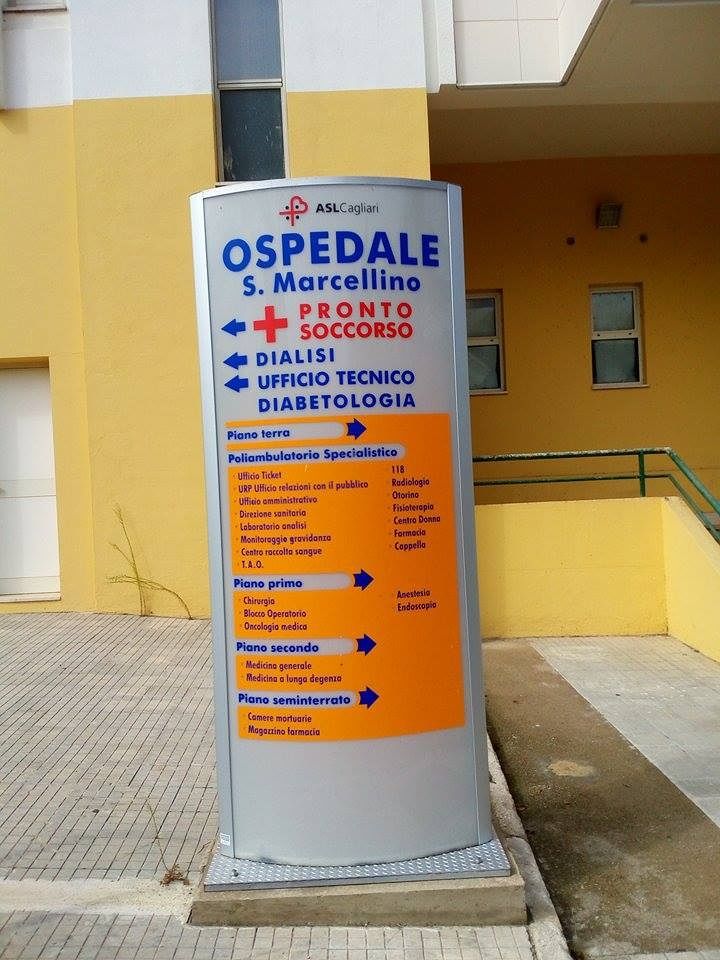 ASLCagliari
OSPEDALE
S. Marcellino
PRONTO
SOCCORSO
DIALISI
UFFICIO TECNICO
DIABETOLOGIA
Piano terra
Poliambulatorio Specialistico
· Ufficio Ticket
· URP Ufficio relazioni con il pubblico
· Ufficio amministrativo
· Direzione sanitaria
· Laboratorio analisi
· Monitoraggio gravidanza
· Centro raccolta sangue
· T.A.O.
· 118
· Radiologia
· Otorino
· Fisioterapia
· Centro Donna
· Farmacia
· Cappella
Piano primo
· Chirurgia
· Blocco Operatorio
· Oncologia medica
· Anestesia
Endoscopia
Piano secondo
· Medicina generale
· Medicina a lunga degenza
Piano seminterrato
· Camere mortuarie
· Magazzino farmacia